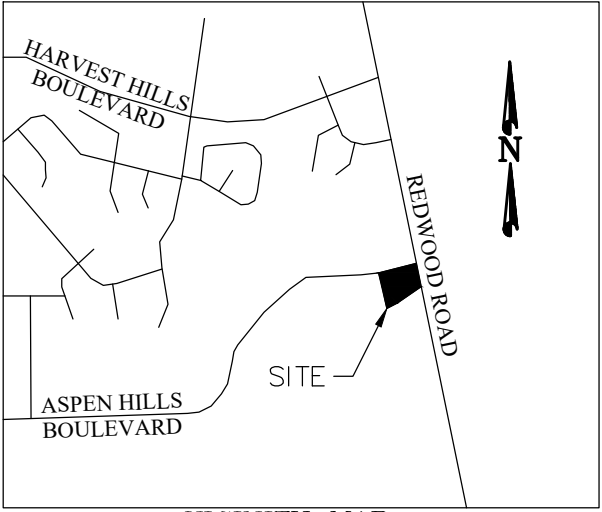 HARVEST HILLS
BOULEVARD
N
REDWOOD ROAD
SITE
ASPEN HILLS
BOULEVARD